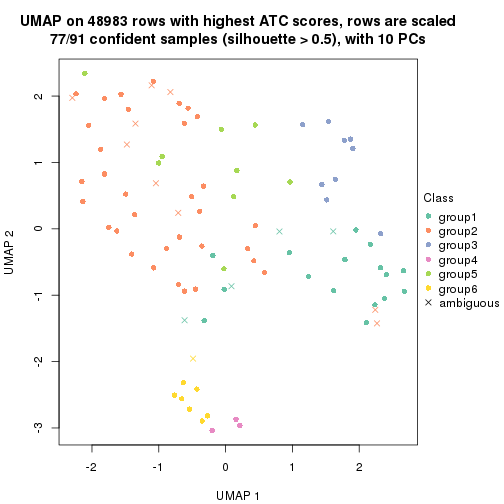 UMAP on 48983 rows with highest ATC scores, rows are scaled
77/91 confident samples (silhouette > 0.5), with 10 PCs
2
1
0
-1
-2
-3
UMAP 2
-2
-1
0
1
2
UMAP 1
Class
group1
group2
group3
group4
group5
group6
ambiguous